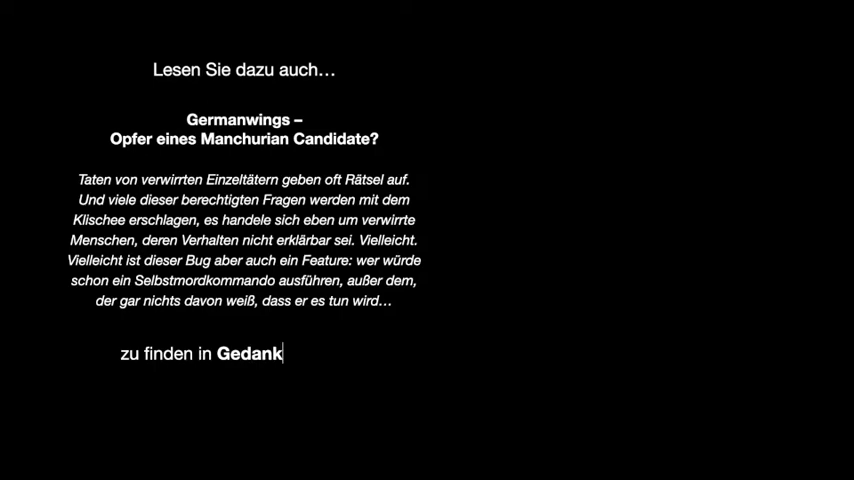 Lesen Sie dazu auch…
Germanwings –
Opfer eines Manchurian Candidate?
Taten von verwirrten Einzeltätern geben oft Rätsel auf.
Und viele dieser berechtigten Fragen werden mit dem
Klischee erschlagen, es handele sich eben um verwirrte
Menschen, deren Verhalten nicht erklärbar sei. Vielleicht.
Vielleicht ist dieser Bug aber auch ein Feature: wer würde
schon ein Selbstmordkommando ausführen, außer dem,
der gar nichts davon weiß, dass er es tun wird…
zu finden in Gedank